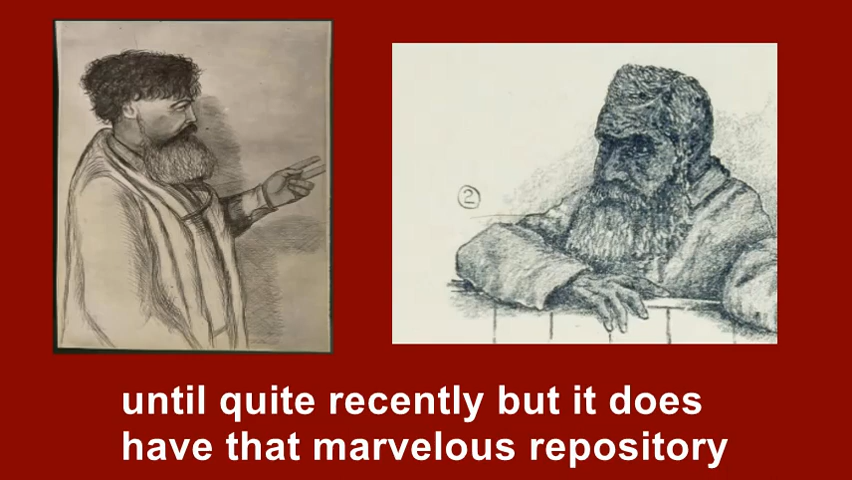 2
until quite recently but it does
have that marvelous repository